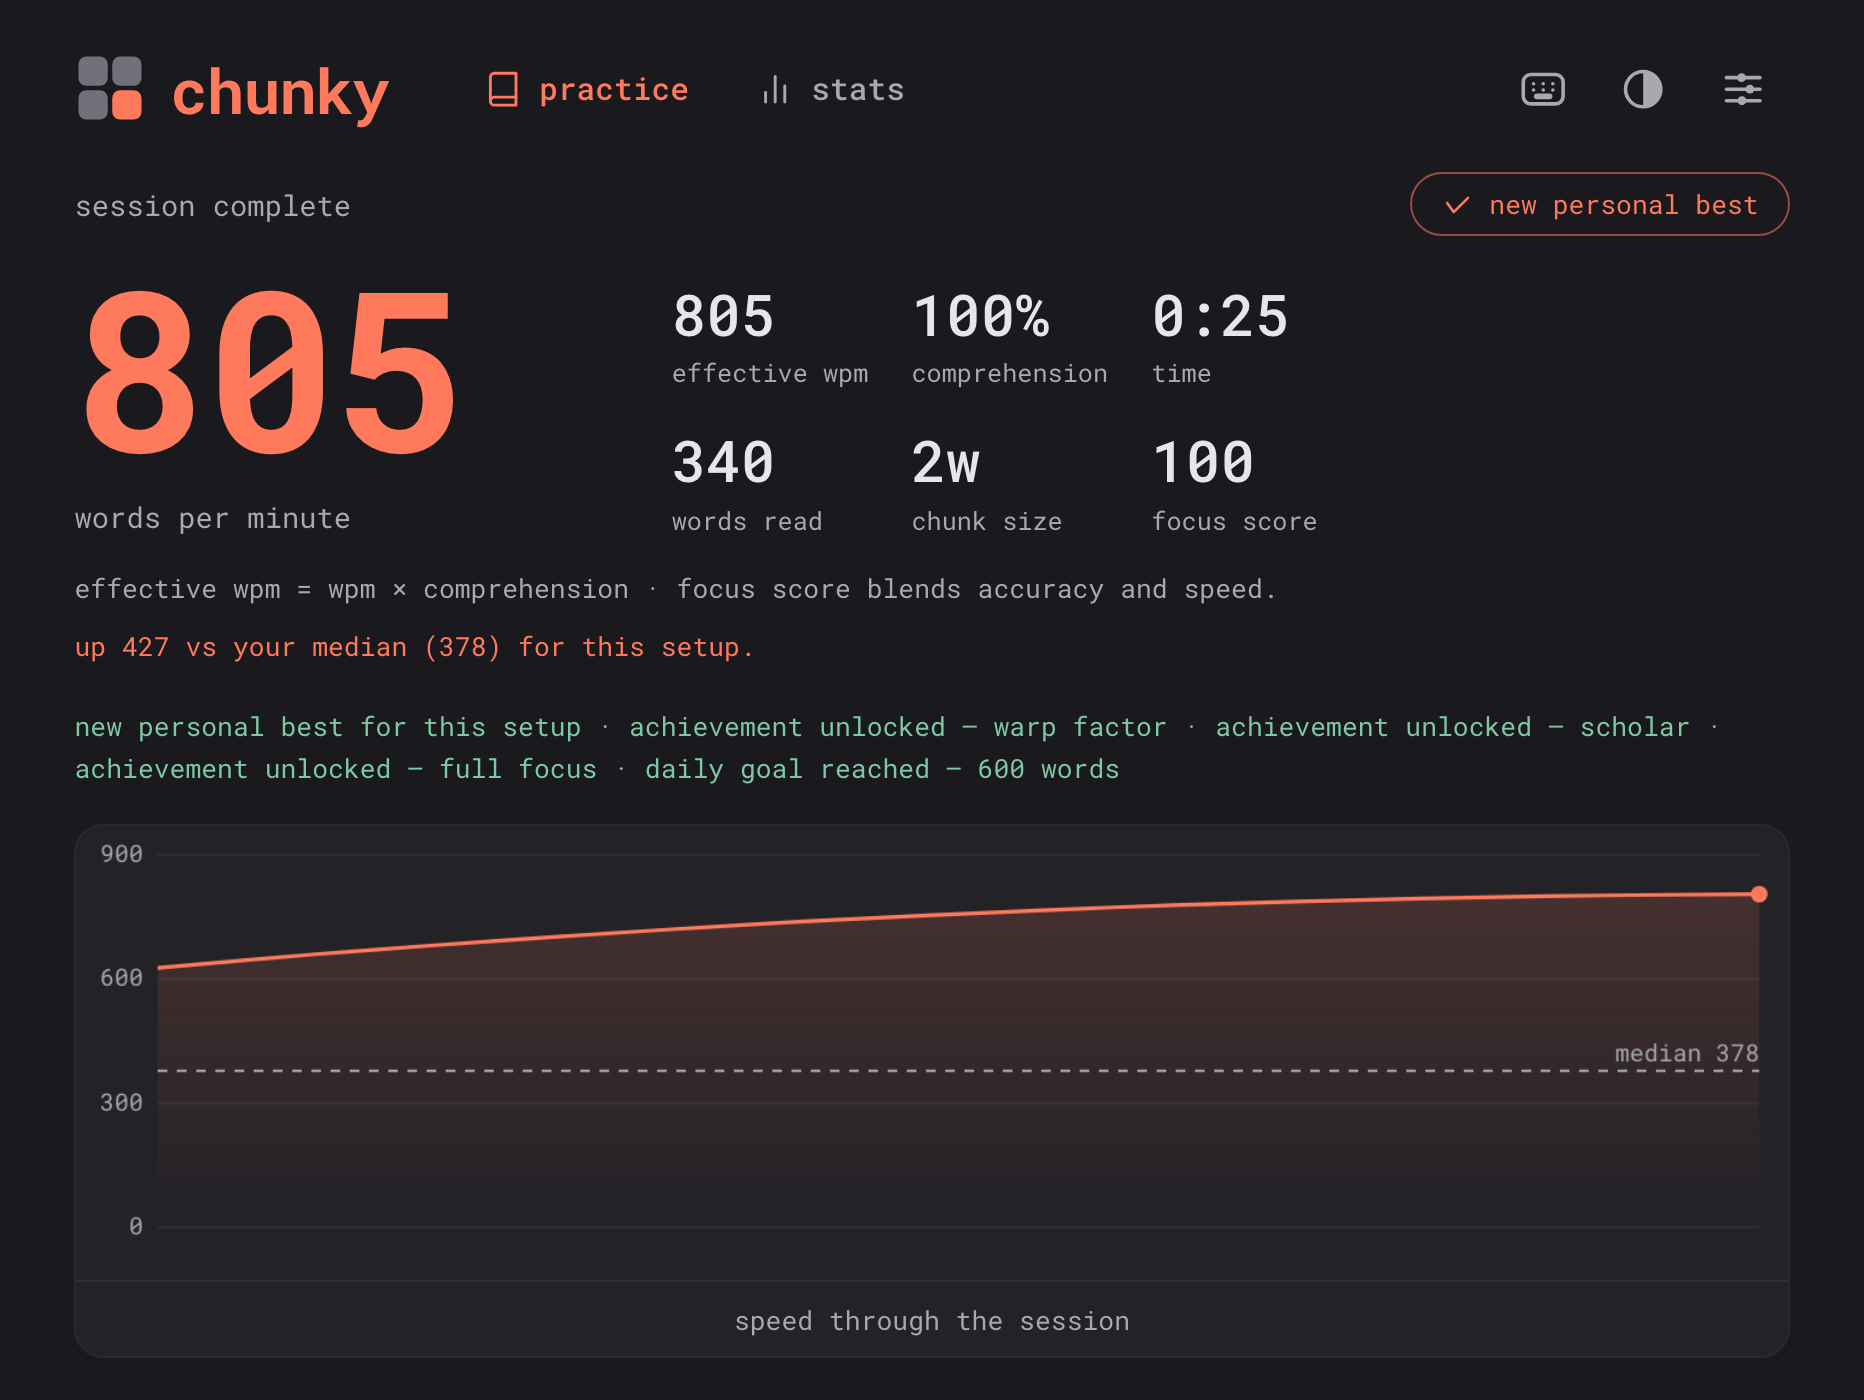 chunky practice stats
session complete
new personal best
805
words per minute
805 100% 0:25
effective wpm comprehension time
340 2w 100
words read chunk size focus score
effective wpm = wpm × comprehension · focus score blends accuracy and speed.
up 427 vs your median (378) for this setup.
new personal best for this setup · achievement unlocked — warp factor · achievement unlocked — scholar ·
achievement unlocked — full focus · daily goal reached — 600 words
900
600
median 378
300
0
speed through the session